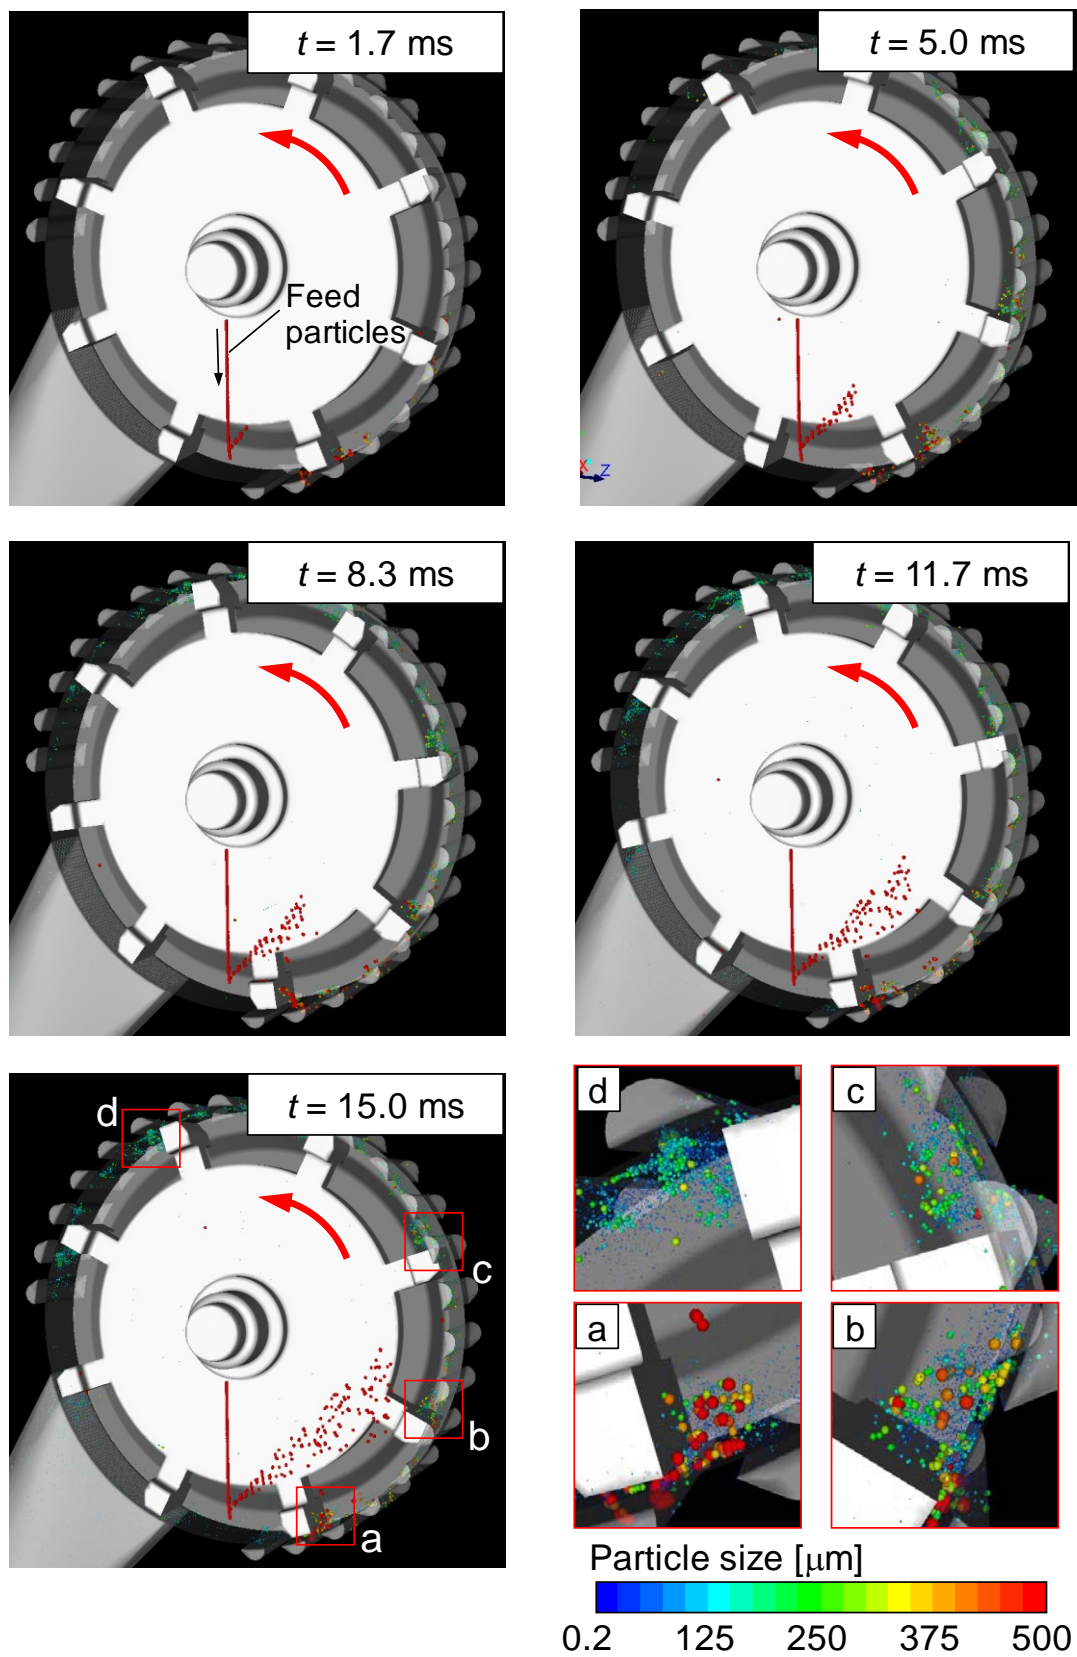 t = 1.7 ms
t = 5.0 ms
Feed
particles
X
Z
t = 8.3 ms
t = 11.7 ms
t = 15.0 ms
d
c
b
a
d
c
a
b
Particle size [μm]
0.2 125 250 375 500